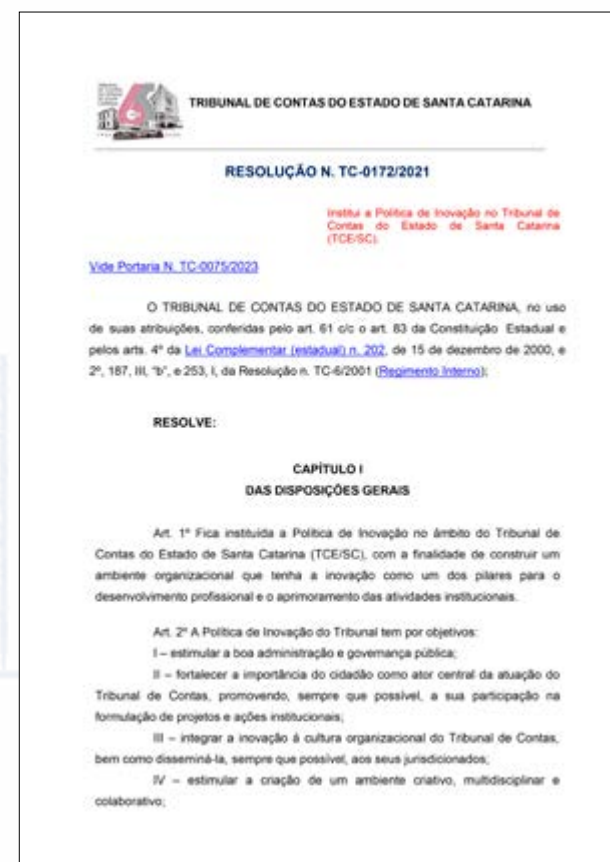 TRIBUNAL DE CONTAS DO ESTADO DE SANTA CATARINA
RESOLUÇÃO N. TC-0172/2021
Institui a Política de Inovação no Tribunal de
Contas do Estado de Santa Catarina
(TCE/SC).
Vide Portaria N. TC-0075/2023
O TRIBUNAL DE CONTAS DO ESTADO DE SANTA CATARINA, no uso
de suas atribuições, conferidas pelo art. 61 c/c o art. 83 da Constituição Estadual e
pelos arts. 4º da Lei Complementar (estadual) n. 202, de 15 de dezembro de 2000, e
2º, 187, III, "b", e 253, I, da Resolução n. TC-6/2001 (Regimento Interno);
RESOLVE:
CAPÍTULO I
DAS DISPOSIÇÕES GERAIS
Art. 1º Fica instituída a Política de Inovação no âmbito do Tribunal de
Contas do Estado de Santa Catarina (TCE/SC), com a finalidade de construir um
ambiente organizacional que tenha a inovação como um dos pilares para o
desenvolvimento profissional e o aprimoramento das atividades institucionais.
Art. 2º A Política de Inovação do Tribunal tem por objetivos:
I – estimular a boa administração e governança pública;
II – fortalecer a importância do cidadão como ator central da atuação do
Tribunal de Contas, promovendo, sempre que possível, a sua participação na
formulação de projetos e ações institucionais;
III – integrar a inovação à cultura organizacional do Tribunal de Contas,
bem como disseminá-la, sempre que possível, aos seus jurisdicionados;
IV – estimular a criação de um ambiente criativo, multidisciplinar e
colaborativo;